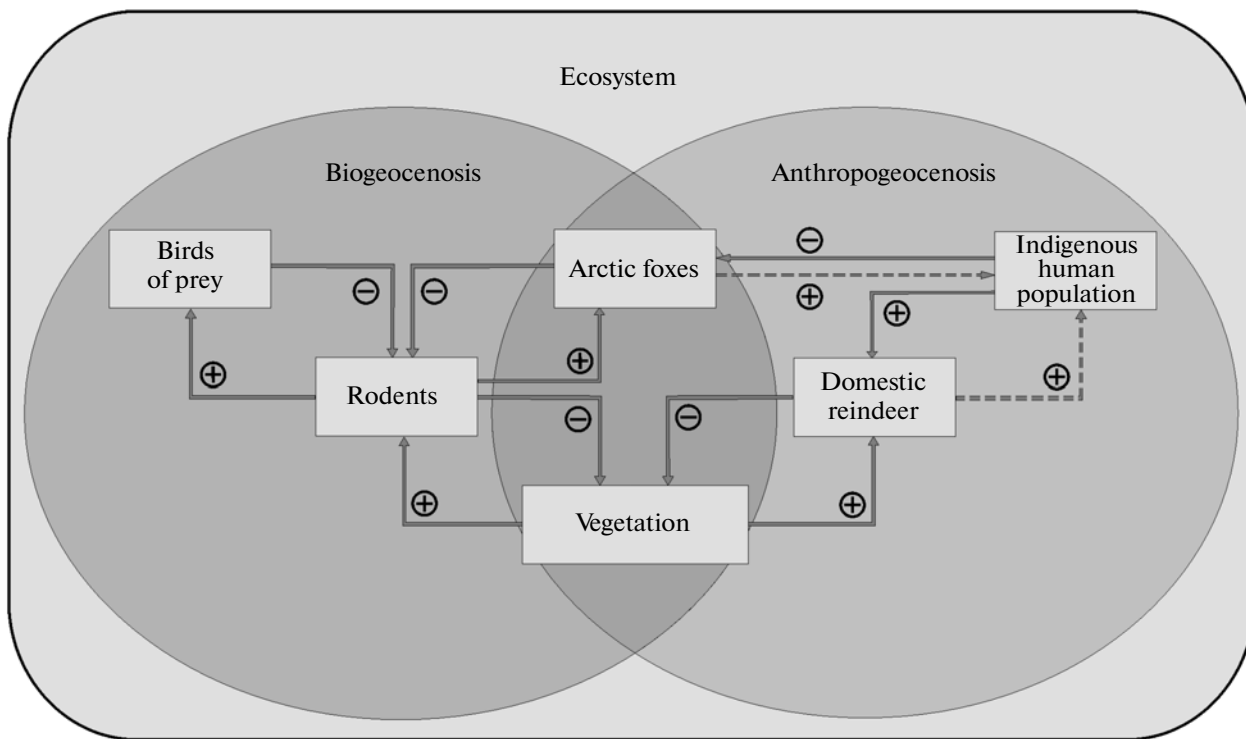 Ecosystem
Biogeocenosis
Anthropogeocenosis
Birds
of prey
Arctic foxes
Indigenous
human
population
Rodents
Domestic
reindeer
Vegetation
−
−
−
+
+
+
+
+
−
−
+
+